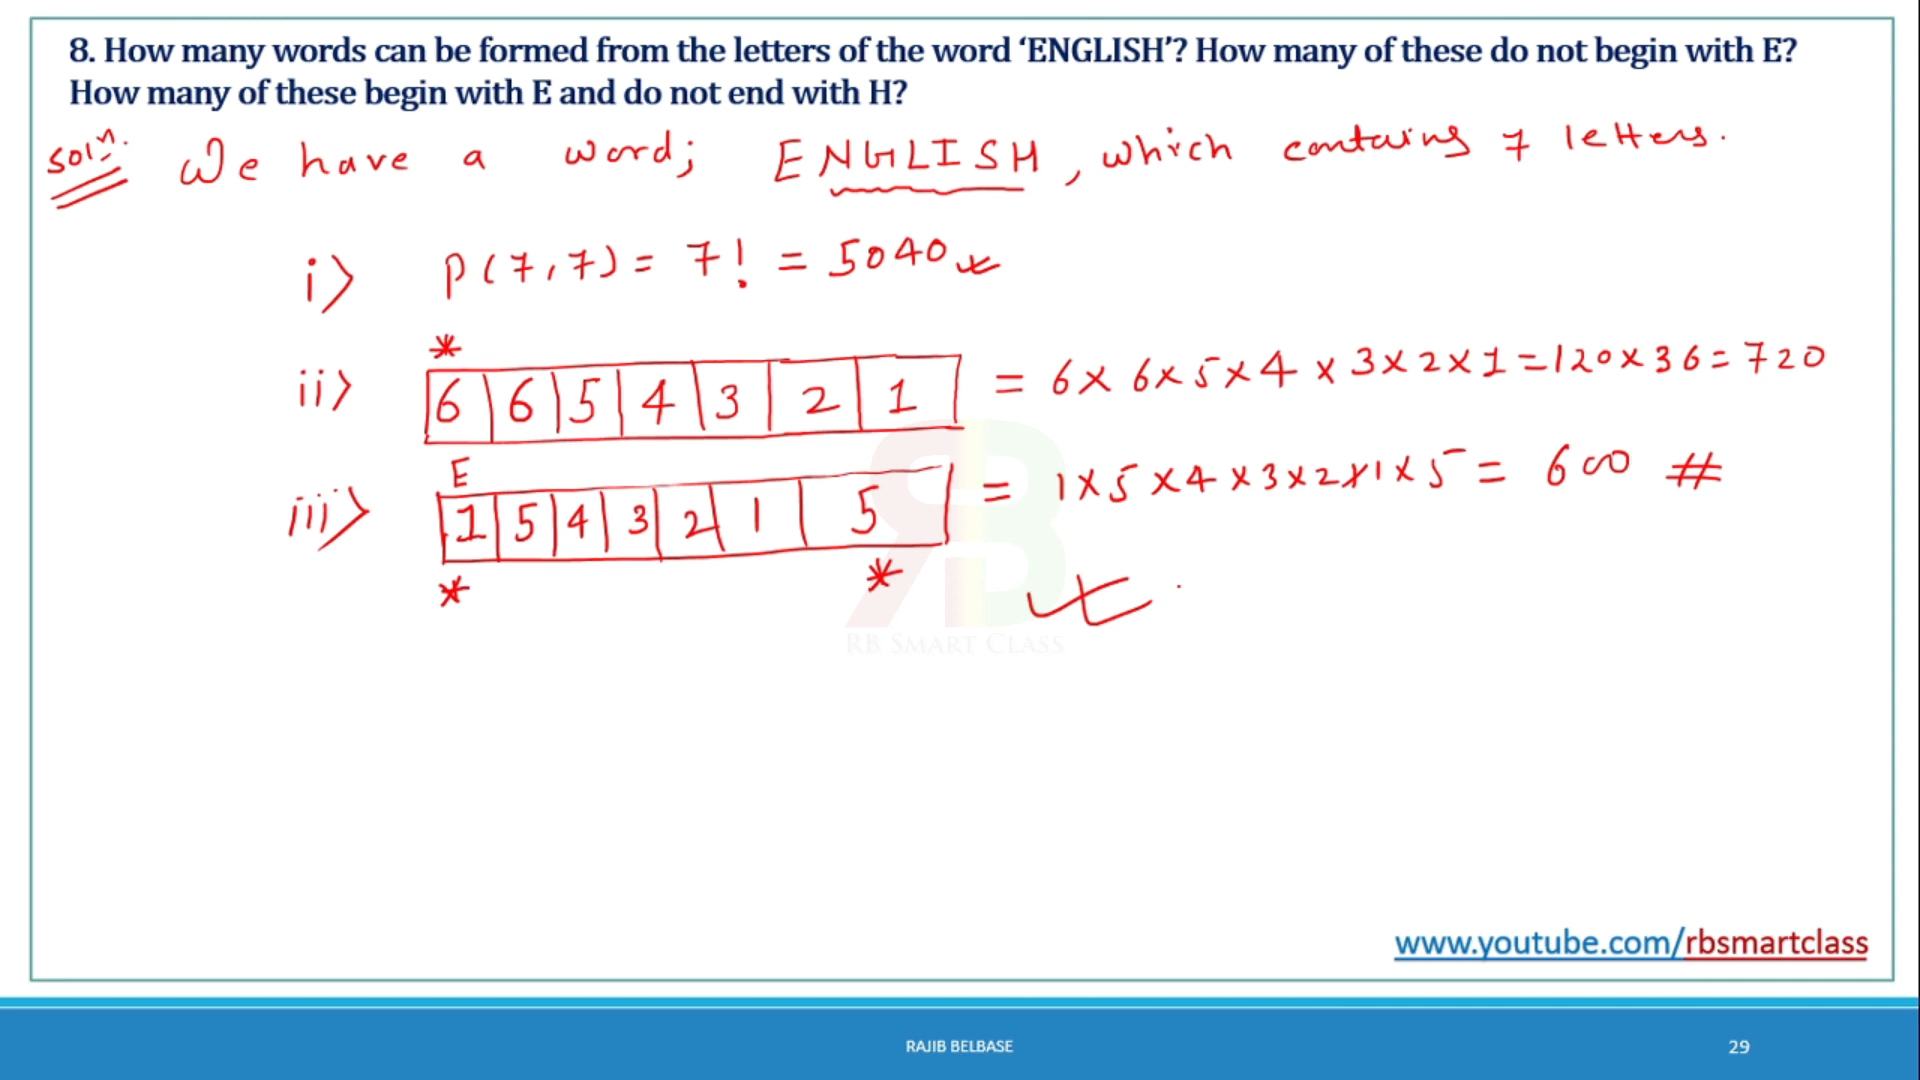 8. How many words can be formed from the letters of the word ‘ENGLISH’? How many of these do not begin with E?
How many of these begin with E and do not end with H?
Solⁿ. We have a word; ENGLISH, which contains 7 letters.
i> P(7,7) = 7! = 5040
*
ii> 6 6 5 4 3 2 1 = 6 x 6 x 5 x 4 x 3 x 2 x 1 = 120 x 36 = 720
E
iii> 1 5 4 3 2 1 5 = 1 x 5 x 4 x 3 x 2 x 1 x 5 = 600 #
* *
RB SMART CLASS
www.youtube.com/rbsmartclass
RAJIB BELBASE
29